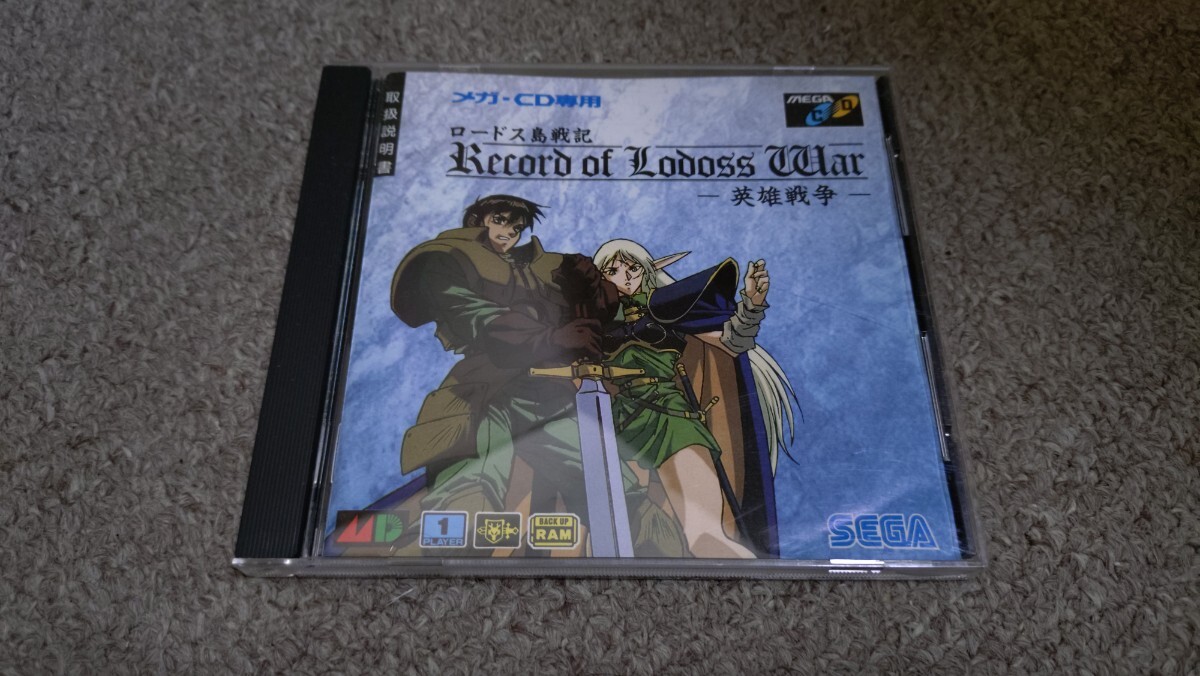 取扱説明書
メガ-CD専用
MEGA
CD
ロードス島戦記
Record of Lodoss War
─ 英雄戦争 ─
MD
1
PLAYER
BACK UP
RAM
SEGA